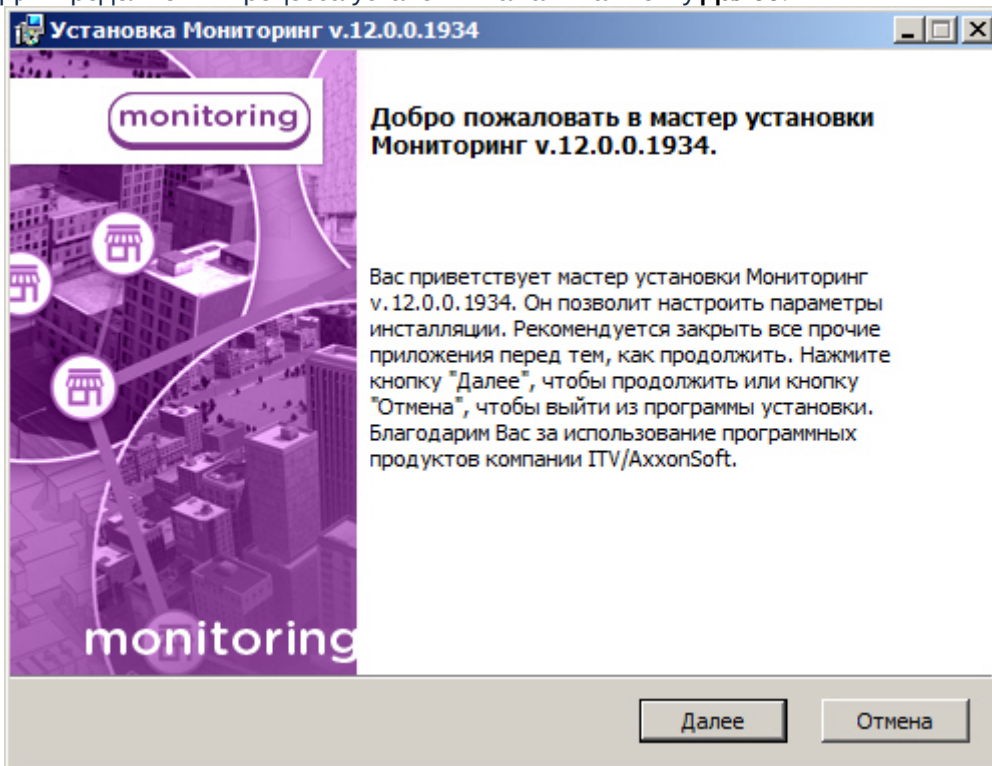 Установка Мониторинг v.12.0.0.1934
monitoring
Добро пожаловать в мастер установки
Мониторинг v.12.0.0.1934.
Вас приветствует мастер установки Мониторинг
v.12.0.0.1934. Он позволит настроить параметры
инсталляции. Рекомендуется закрыть все прочие
приложения перед тем, как продолжить. Нажмите
кнопку "Далее", чтобы продолжить или кнопку
"Отмена", чтобы выйти из программы установки.
Благодарим Вас за использование программных
продуктов компании ITV/AxxonSoft.
monitoring
Далее
Отмена